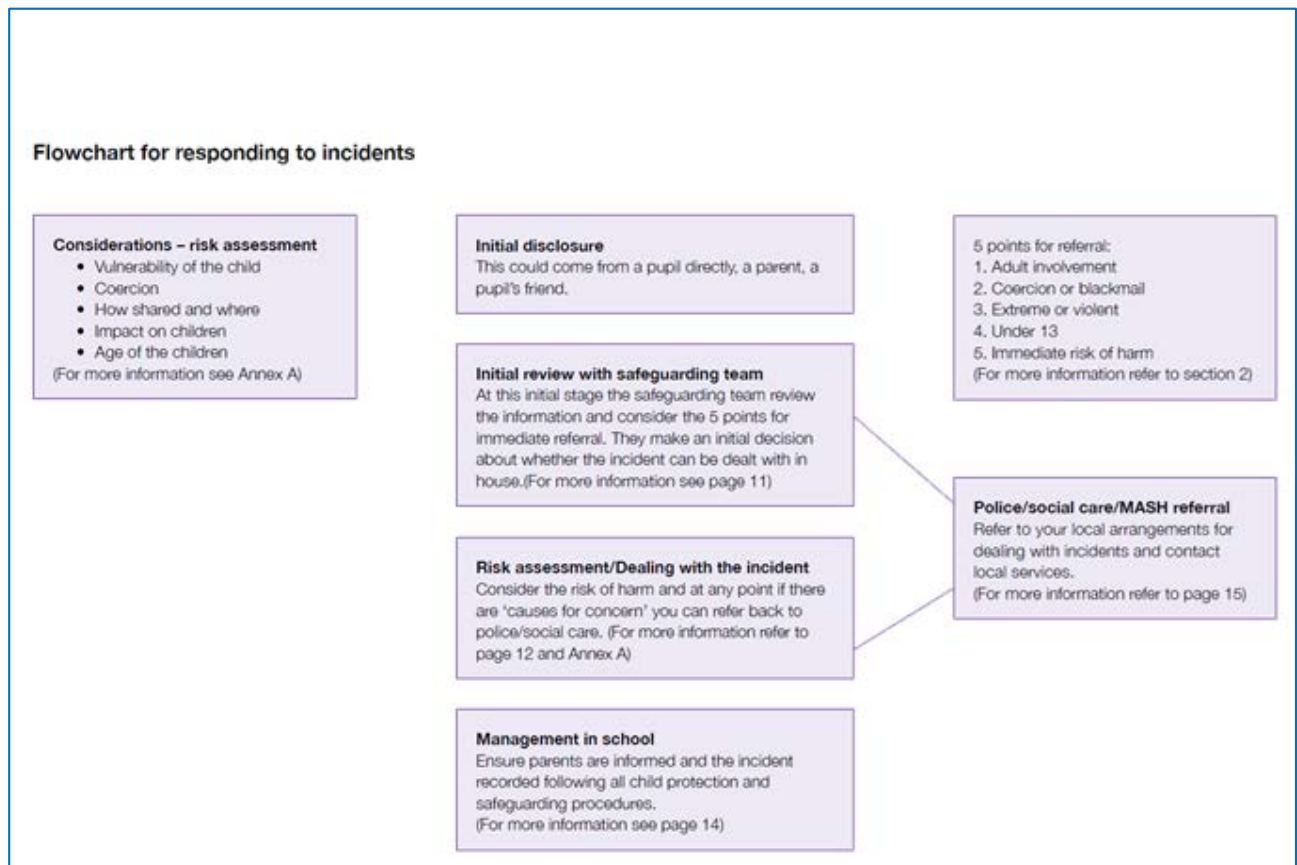 Flowchart for responding to incidents
Considerations – risk assessment
• Vulnerability of the child
• Coercion
• How shared and where
• Impact on children
• Age of the children
(For more information see Annex A)
Initial disclosure
This could come from a pupil directly, a parent, a
pupil's friend.
Initial review with safeguarding team
At this initial stage the safeguarding team review
the information and consider the 5 points for
immediate referral. They make an initial decision
about whether the incident can be dealt with in
house.(For more information see page 11)
Risk assessment/Dealing with the incident
Consider the risk of harm and at any point if there
are 'causes for concern' you can refer back to
police/social care. (For more information refer to
page 12 and Annex A)
Management in school
Ensure parents are informed and the incident
recorded following all child protection and
safeguarding procedures.
(For more information see page 14)
5 points for referral:
1. Adult involvement
2. Coercion or blackmail
3. Extreme or violent
4. Under 13
5. Immediate risk of harm
(For more information refer to section 2)
Police/social care/MASH referral
Refer to your local arrangements for
dealing with incidents and contact
local services.
(For more information refer to page 15)